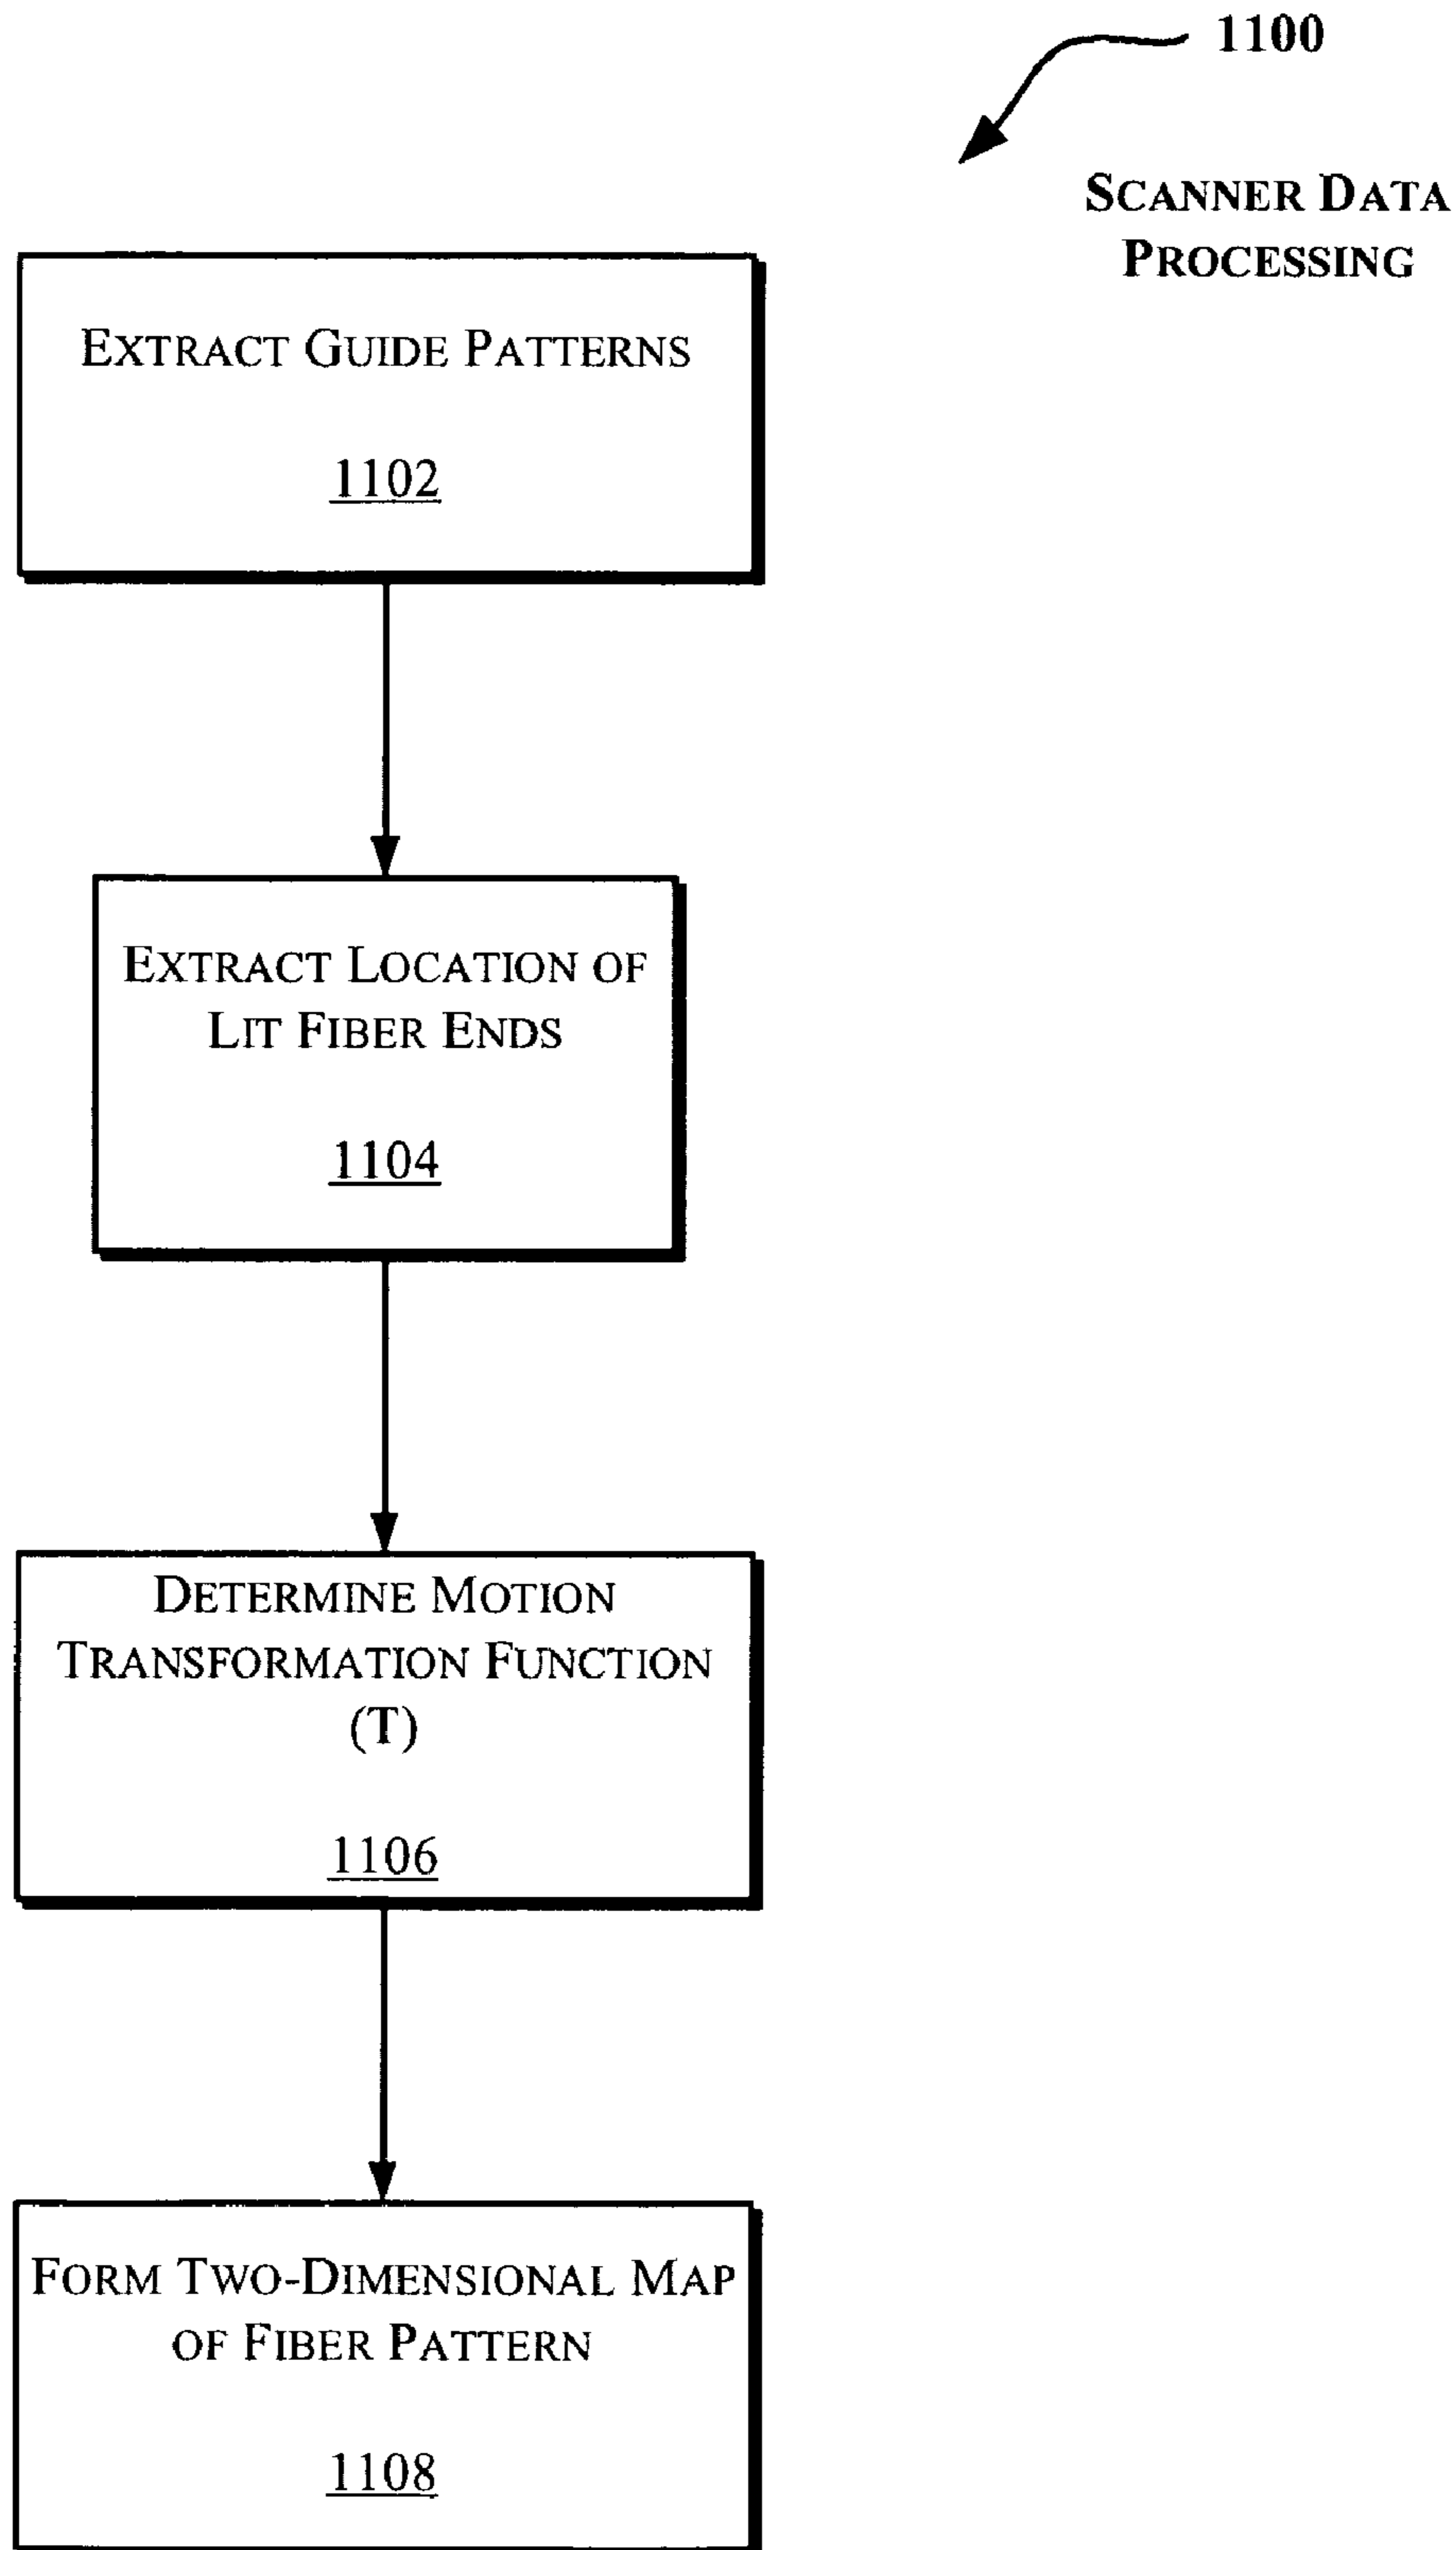 1100
SCANNER DATA
PROCESSING
EXTRACT GUIDE PATTERNS
1102
EXTRACT LOCATION OF
LIT FIBER ENDS
1104
DETERMINE MOTION
TRANSFORMATION FUNCTION
(T)
1106
FORM TWO-DIMENSIONAL MAP
OF FIBER PATTERN
1108